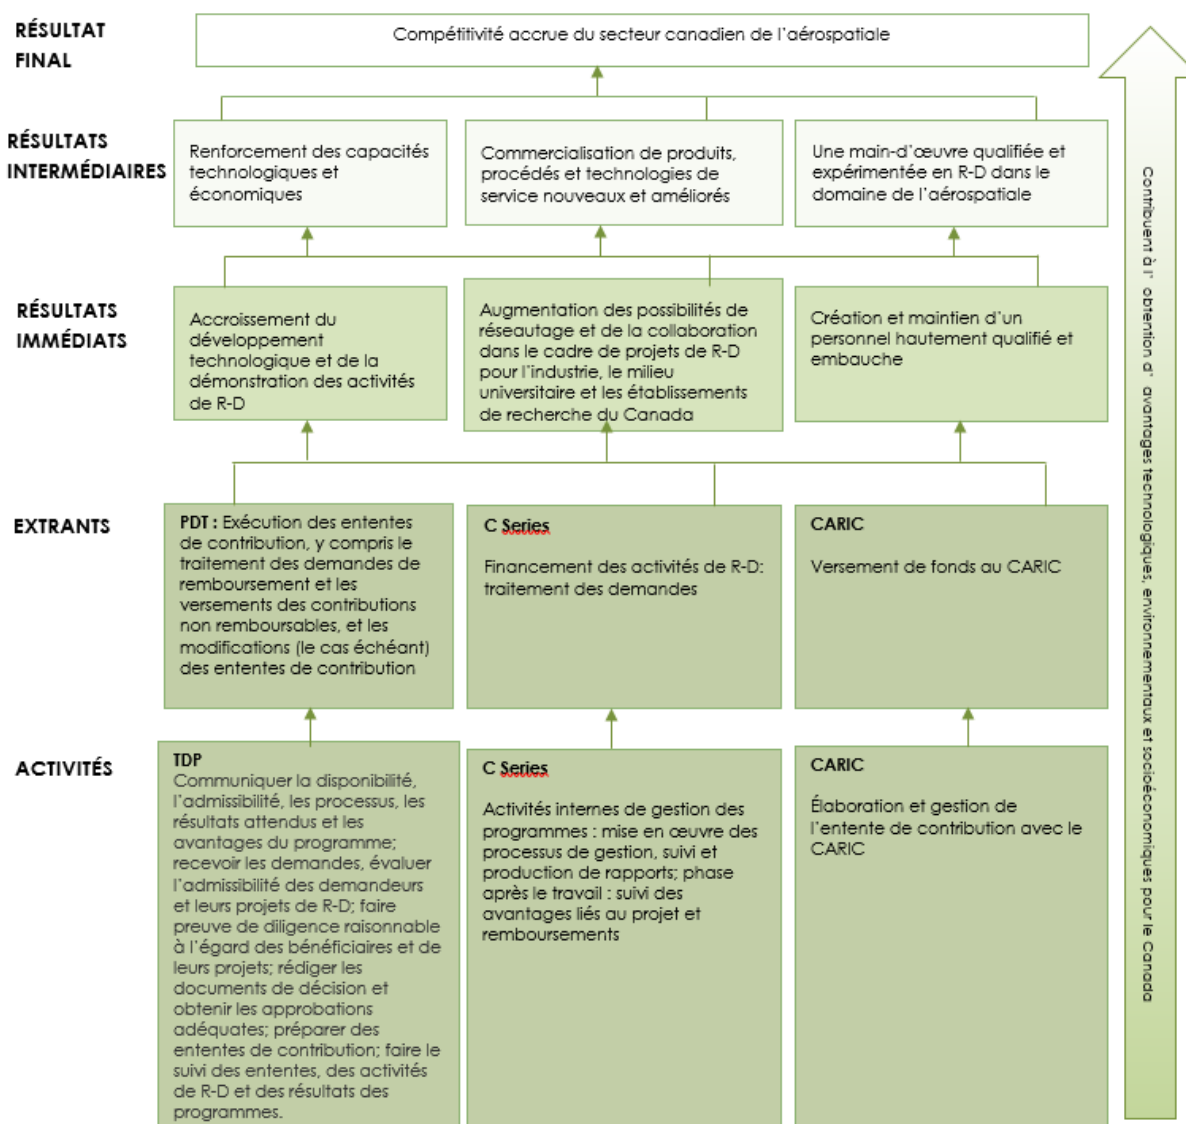 RÉSULTAT
FINAL
Compétitivité accrue du secteur canadien de l'aérospatiale
RÉSULTATS
INTERMÉDIAIRES
Renforcement des capacités
technologiques et
économiques
Commercialisation de produits,
procédés et technologies de
service nouveaux et améliorés
Une main-d'œuvre qualifiée et
expérimentée en R-D dans le
domaine de l'aérospatiale
RÉSULTATS
IMMÉDIATS
Accroissement du
développement
technologique et de la
démonstration des activités
de R-D
Augmentation des possibilités de
réseautage et de la collaboration
dans le cadre de projets de R-D
pour l'industrie, le milieu
universitaire et les établissements
de recherche du Canada
Création et maintien d'un
personnel hautement qualifié et
embauche
EXTRANTS
PDT : Exécution des ententes
de contribution, y compris le
traitement des demandes de
remboursement et les
versements des contributions
non remboursables, et les
modifications (le cas échéant)
des ententes de contribution
C Series
Financement des activités de R-D:
traitement des demandes
CARIC
Versement de fonds au CARIC
ACTIVITÉS
TDP
Communiquer la disponibilité,
l'admissibilité, les processus, les
résultats attendus et les
avantages du programme;
recevoir les demandes, évaluer
l'admissibilité des demandeurs
et leurs projets de R-D; faire
preuve de diligence raisonnable
à l'égard des bénéficiaires et de
leurs projets; rédiger les
documents de décision et
obtenir les approbations
adéquates; préparer des
ententes de contribution; faire le
suivi des ententes, des activités
de R-D et des résultats des
programmes.
C Series
Activités internes de gestion des
programmes : mise en œuvre des
processus de gestion, suivi et
production de rapports; phase
après le travail : suivi des
avantages liés au projet et
remboursements
CARIC
Élaboration et gestion de
l'entente de contribution avec le
CARIC
Contribuent à l' obtention d' avantages technologiques, environnementaux et socioéconomiques pour le Canada